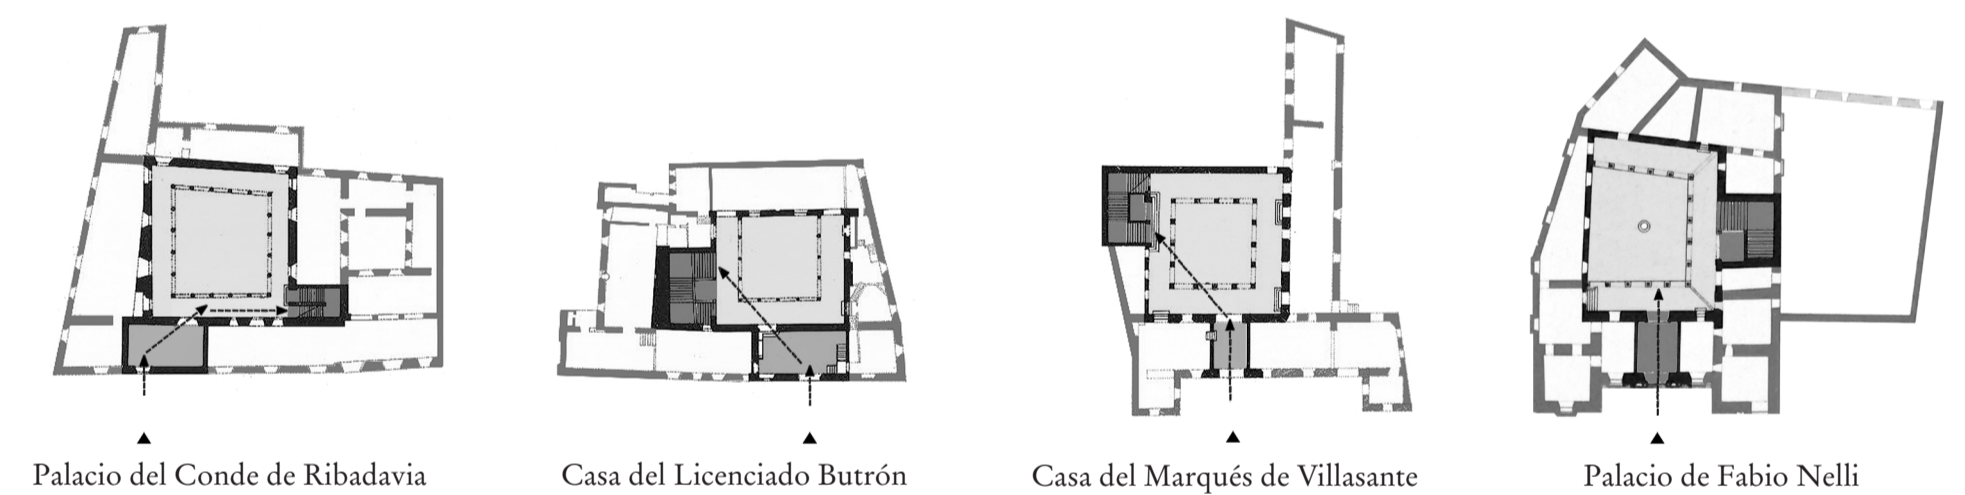 Palacio del Conde de Ribadavia
Casa del Licenciado Butrón
Casa del Marqués de Villasante
Palacio de Fabio Nelli